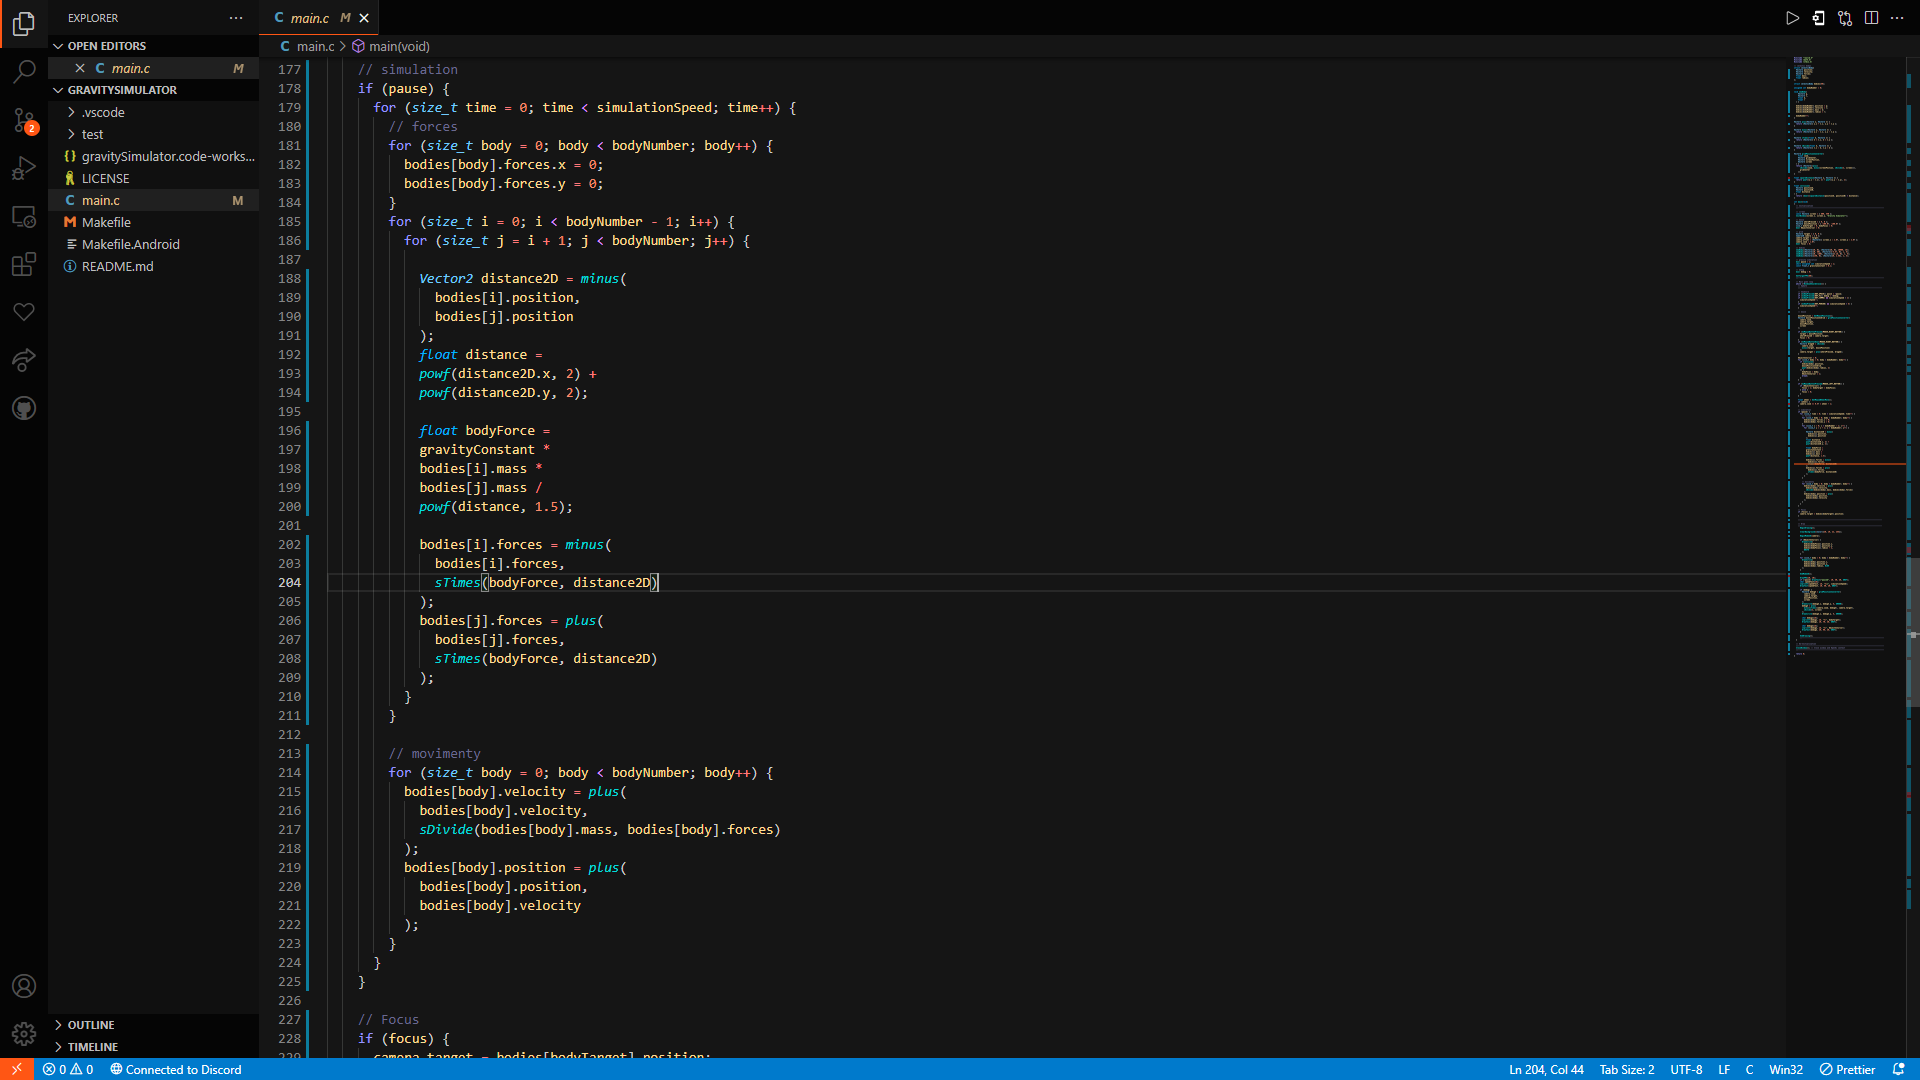 EXPLORER
OPEN EDITORS
main.c M
GRAVITYSIMULATOR
.vscode
test
gravitySimulator.code-works...
LICENSE
main.c M
Makefile
Makefile.Android
README.md
OUTLINE
TIMELINE
2
main.c M
main.c > main(void)
177 // simulation
178 if (pause) {
179 for (size_t time = 0; time < simulationSpeed; time++) {
180 // forces
181 for (size_t body = 0; body < bodyNumber; body++) {
182 bodies[body].forces.x = 0;
183 bodies[body].forces.y = 0;
184 }
185 for (size_t i = 0; i < bodyNumber - 1; i++) {
186 for (size_t j = i + 1; j < bodyNumber; j++) {
187
188 Vector2 distance2D = minus(
189 bodies[i].position,
190 bodies[j].position
191 );
192 float distance =
193 powf(distance2D.x, 2) +
194 powf(distance2D.y, 2);
195
196 float bodyForce =
197 gravityConstant *
198 bodies[i].mass *
199 bodies[j].mass /
200 powf(distance, 1.5);
201
202 bodies[i].forces = minus(
203 bodies[i].forces,
204 sTimes(bodyForce, distance2D)
205 );
206 bodies[j].forces = plus(
207 bodies[j].forces,
208 sTimes(bodyForce, distance2D)
209 );
210 }
211 }
212
213 // movimenty
214 for (size_t body = 0; body < bodyNumber; body++) {
215 bodies[body].velocity = plus(
216 bodies[body].velocity,
217 sDivide(bodies[body].mass, bodies[body].forces)
218 );
219 bodies[body].position = plus(
220 bodies[body].position,
221 bodies[body].velocity
222 );
223 }
224 }
225 }
226
227 // Focus
228 if (focus) {
229 camera.target = bodies[bodyTarget].position;
0 0 Connected to Discord
Ln 204, Col 44 Tab Size: 2 UTF-8 LF C Win32 Prettier